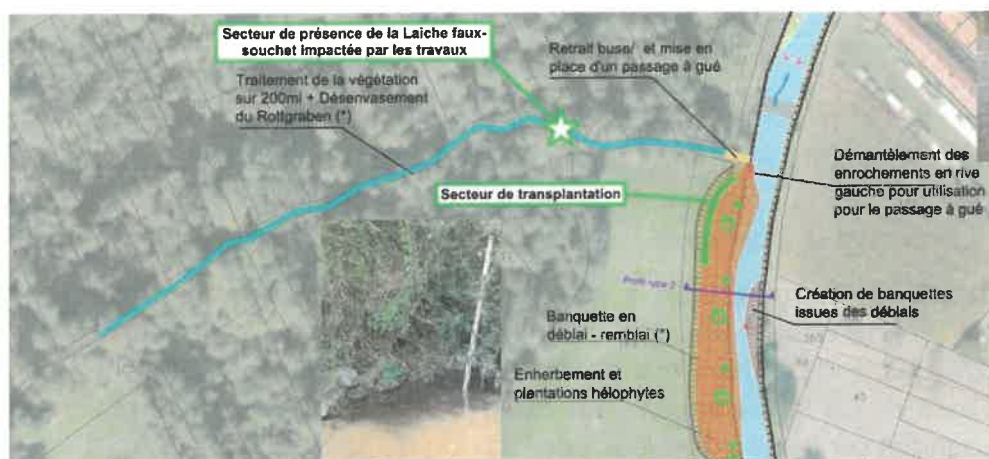 Secteur de présence de la Laiche faux-
souchet impactée par les travaux
Retrait buse/ et mise en
place d'un passage à gué
Traitement de la végétation
sur 200ml + Désenvasement
du Rottgraben (*)
Démantèlement des
enrochements en rive
gauche pour utilisation
pour le passage à gué
Secteur de transplantation
Profil type 2
Création de banquettes
issues des déblais
Banquette en
déblai - remblai (*)
Enherbement et
plantations hélophytes